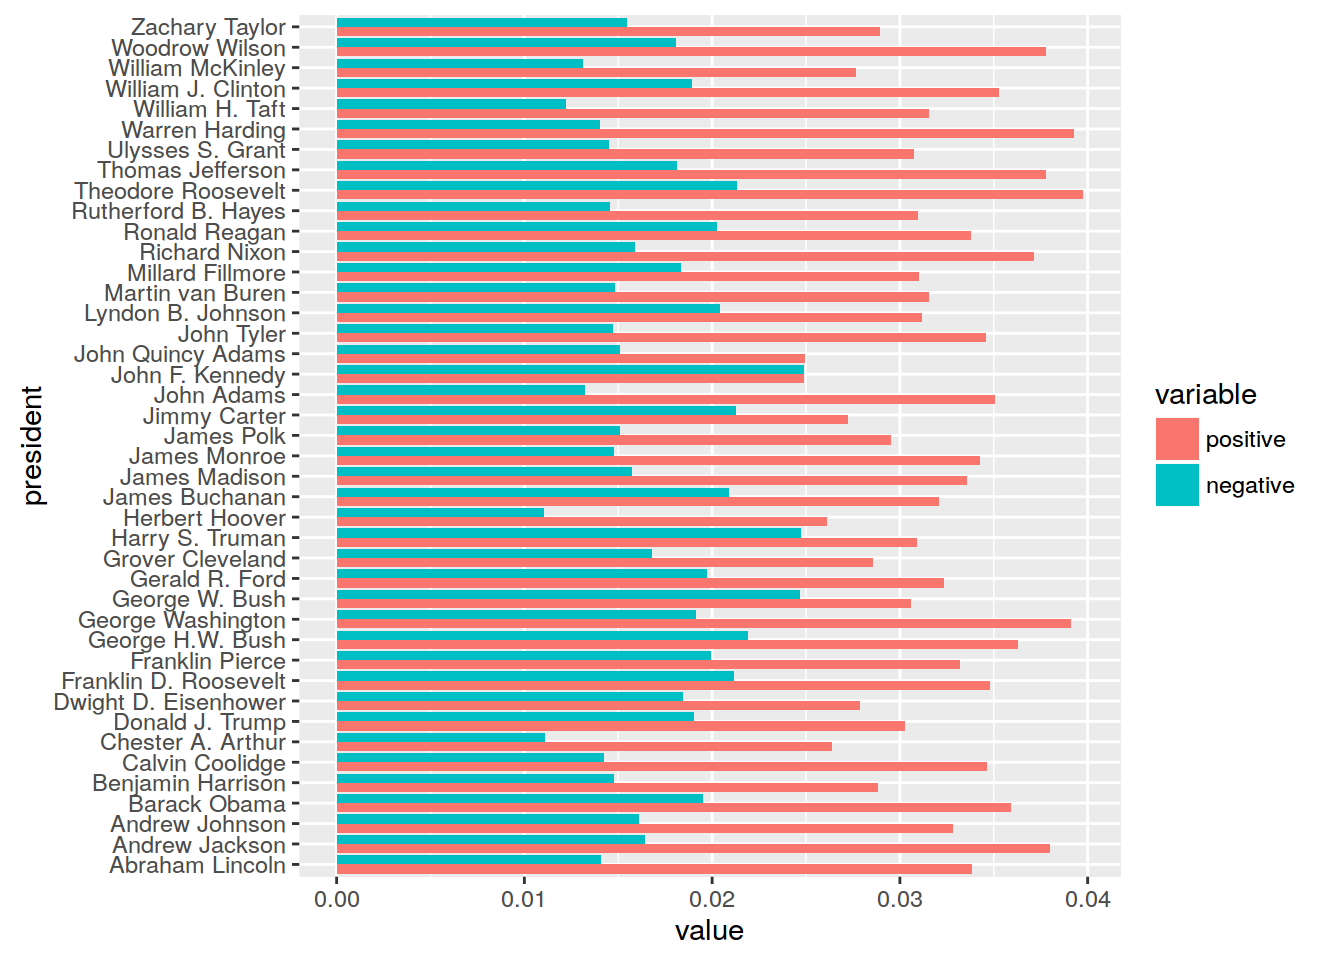 president
Zachary Taylor
Woodrow Wilson
William McKinley
William J. Clinton
William H. Taft
Warren Harding
Ulysses S. Grant
Thomas Jefferson
Theodore Roosevelt
Rutherford B. Hayes
Ronald Reagan
Richard Nixon
Millard Fillmore
Martin van Buren
Lyndon B. Johnson
John Tyler
John Quincy Adams
John F. Kennedy
John Adams
Jimmy Carter
James Polk
James Monroe
James Madison
James Buchanan
Herbert Hoover
Harry S. Truman
Grover Cleveland
Gerald R. Ford
George W. Bush
George Washington
George H.W. Bush
Franklin Pierce
Franklin D. Roosevelt
Dwight D. Eisenhower
Donald J. Trump
Chester A. Arthur
Calvin Coolidge
Benjamin Harrison
Barack Obama
Andrew Johnson
Andrew Jackson
Abraham Lincoln
0.00 0.01 0.02 0.03 0.04
value
variable
positive
negative